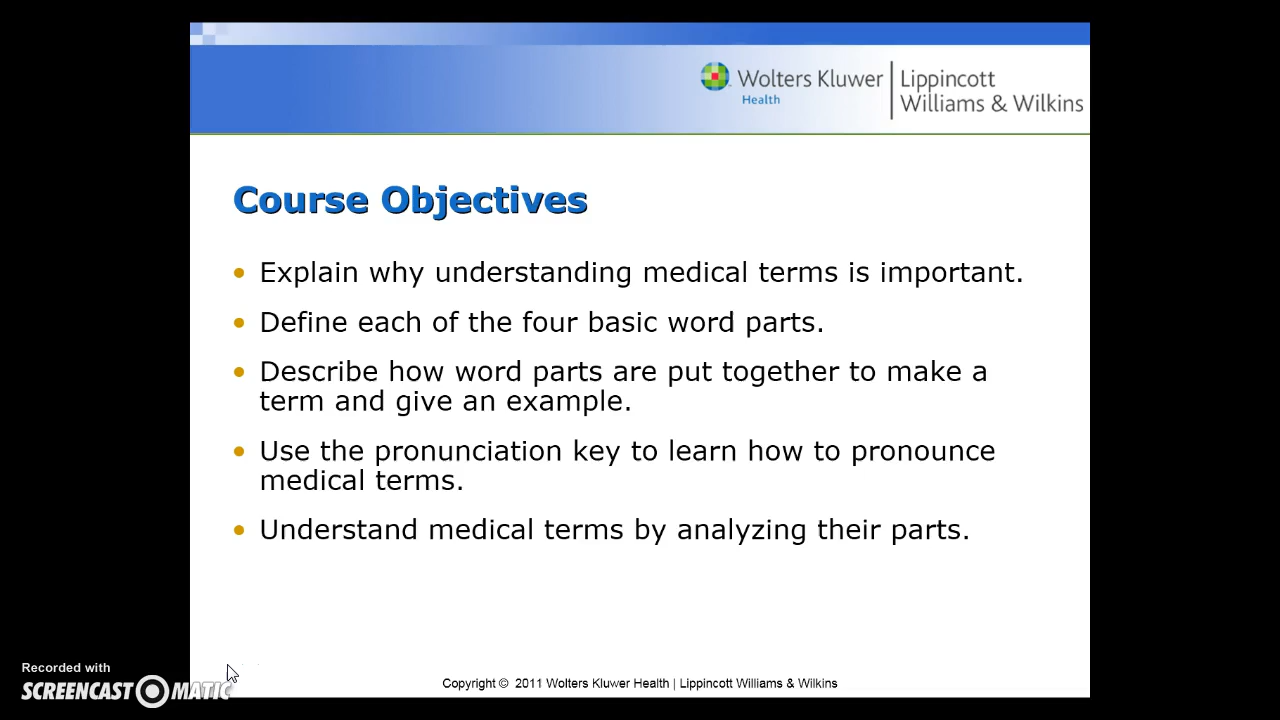 Wolters Kluwer
Health
Lippincott
Williams & Wilkins
Course Objectives
• Explain why understanding medical terms is important.
• Define each of the four basic word parts.
• Describe how word parts are put together to make a
term and give an example.
• Use the pronunciation key to learn how to pronounce
medical terms.
• Understand medical terms by analyzing their parts.
Copyright © 2011 Wolters Kluwer Health | Lippincott Williams & Wilkins
Recorded with
SCREENCAST MATIC